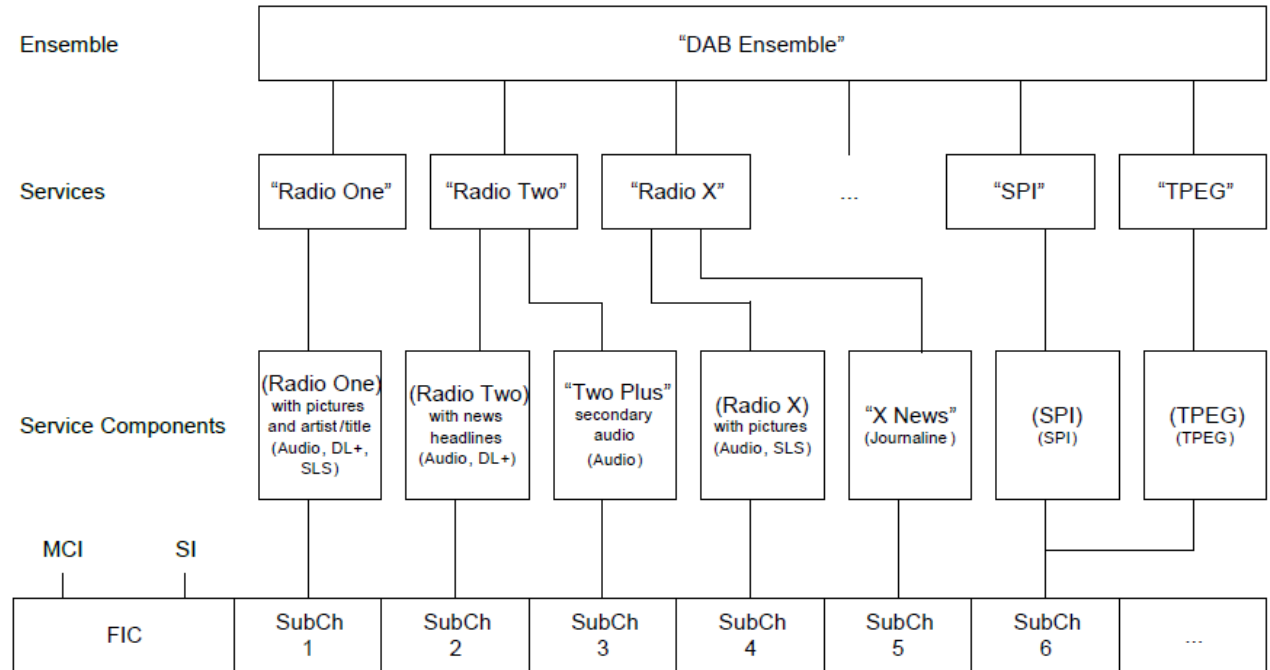 Ensemble
“DAB Ensemble”
Services
“Radio One”
“Radio Two”
“Radio X”
...
“SPI”
“TPEG”
Service Components
(Radio One)
with pictures
and artist/title
(Audio, DL+,
SLS)
(Radio Two)
with news
headlines
(Audio, DL+)
“Two Plus”
secondary
audio
(Audio)
(Radio X)
with pictures
(Audio, SLS)
“X News”
(Journaline)
(SPI)
(SPI)
(TPEG)
(TPEG)
MCI
SI
FIC
SubCh
1
SubCh
2
SubCh
3
SubCh
4
SubCh
5
SubCh
6
...